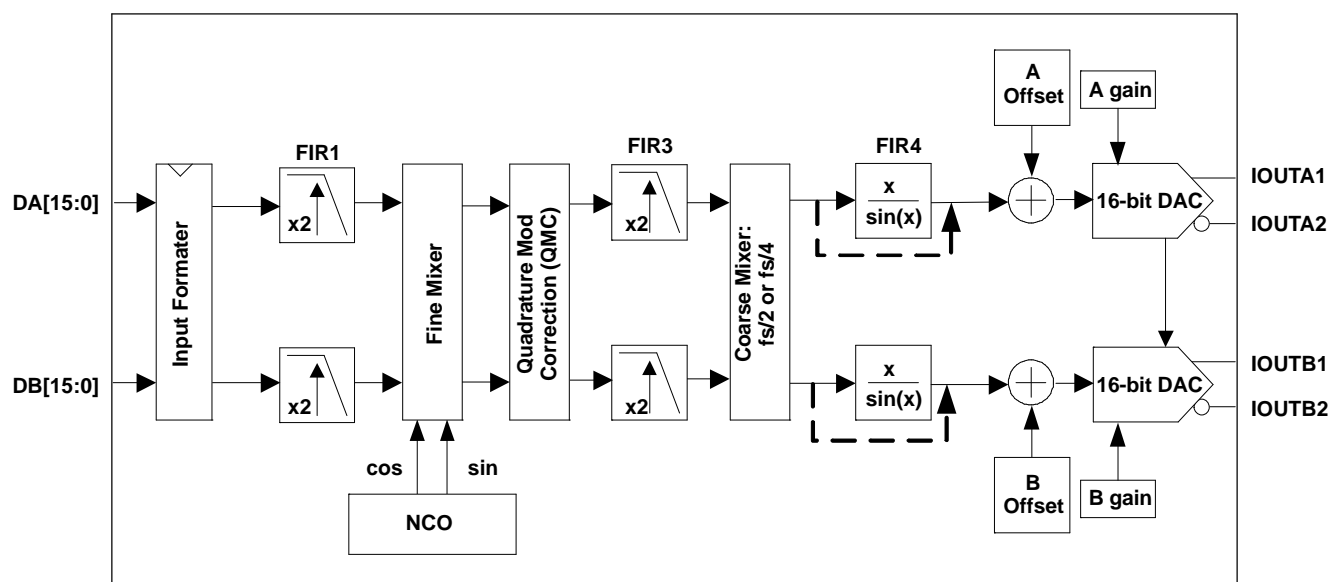 A
Offset
A gain
FIR1
FIR3
FIR4
DA[15:0]
x2
x2
x
sin(x)
16-bit DAC
IOUTA1
IOUTA2
Input Formater
Fine Mixer
Quadrature Mod
Correction (QMC)
Coarse Mixer:
fs/2 or fs/4
DB[15:0]
x2
x2
x
sin(x)
16-bit DAC
IOUTB1
IOUTB2
cos
sin
NCO
B
Offset
B gain